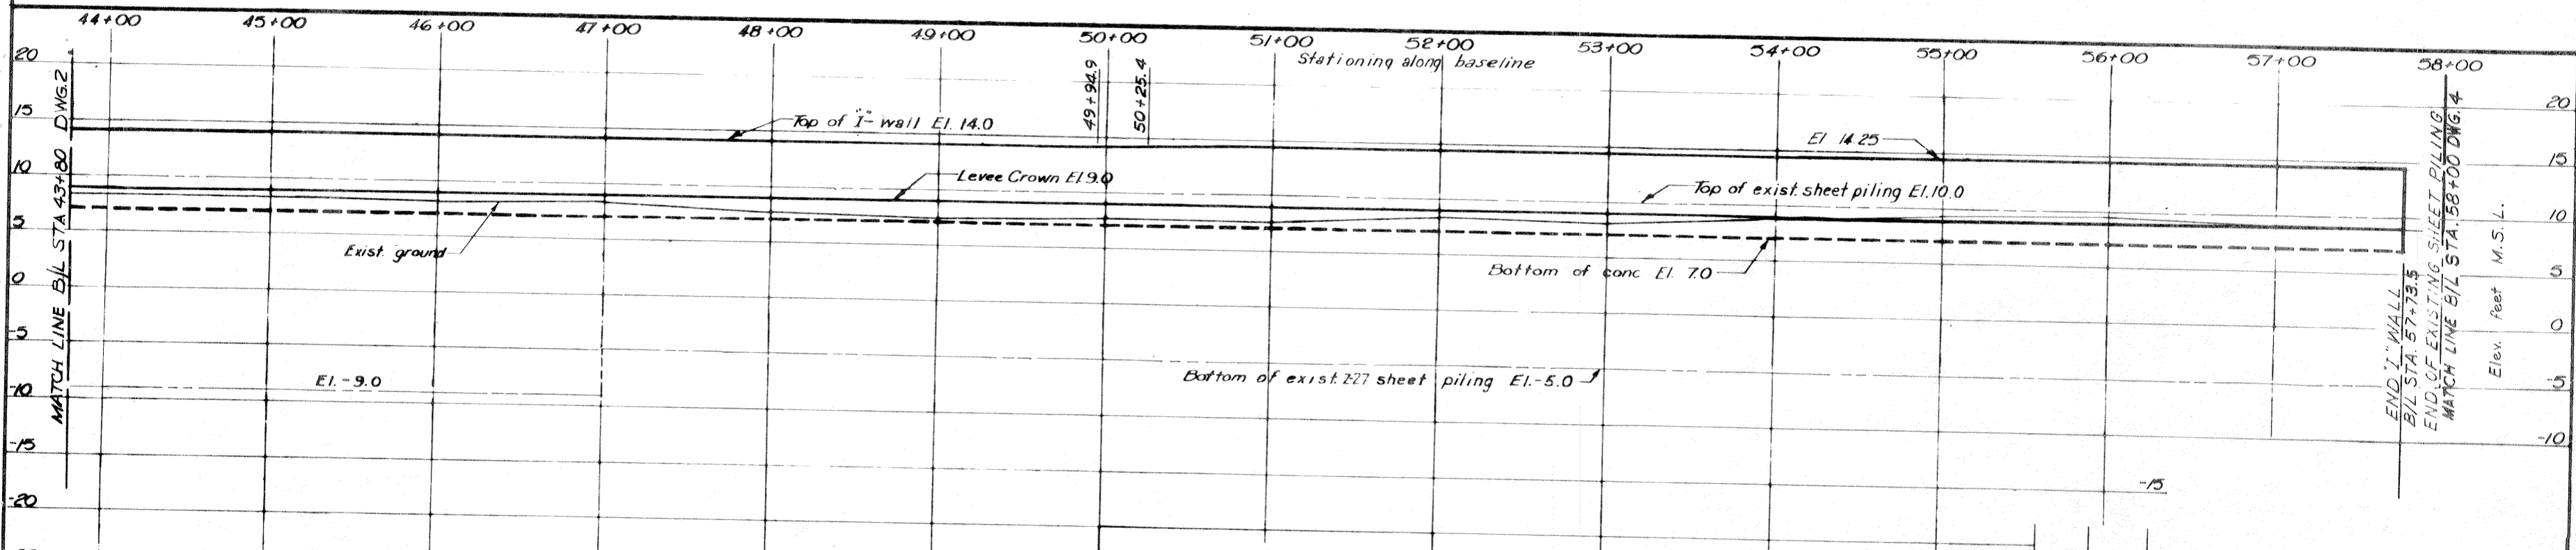 44+00 45+00 46+00 47+00 48+00 49+00 50+00 51+00 52+00 53+00 54+00 55+00 56+00 57+00 58+00
Stationing along baseline
20
15
10
5
0
-5
-10
-15
-20
MATCH LINE B/L STA 43+80 DWG.2
49+94.9
50+25.4
Top of "I"- wall El. 14.0
Levee Crown El 9.0
Exist. ground
El. -9.0
El 14.25
Top of exist. sheet piling El. 10.0
Bottom of conc El. 7.0
Bottom of exist. Z-27 sheet piling El. -5.0
-15
END "I" WALL
B/L STA. 57+73.5
END OF EXISTING SHEET PILING
MATCH LINE B/L STA. 58+00 DWG. 4
Elev. feet M.S.L.
20
15
10
5
0
-5
-10